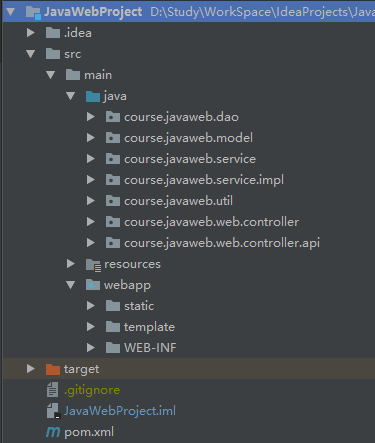 JavaWebProject D:\Study\WorkSpace\IdeaProjects\Java
.idea
src
main
java
course.javaweb.dao
course.javaweb.model
course.javaweb.service
course.javaweb.service.impl
course.javaweb.util
course.javaweb.web.controller
course.javaweb.web.controller.api
resources
webapp
static
template
WEB-INF
target
.gitignore
JavaWebProject.iml
m pom.xml